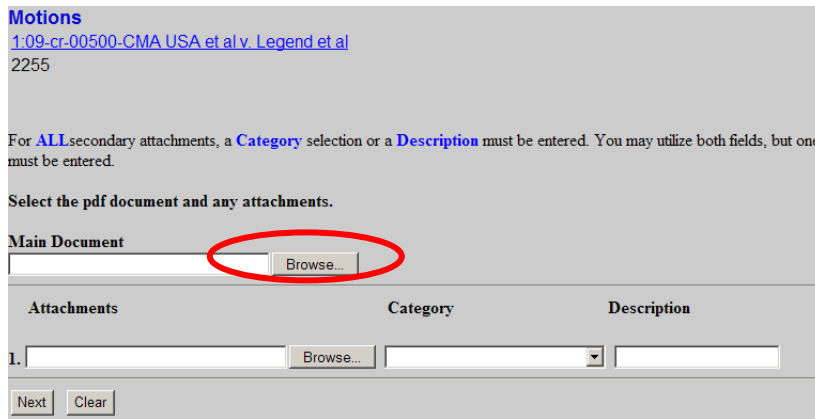 Motions
1:09-cr-00500-CMA USA et al v. Legend et al
2255
For ALLsecondary attachments, a Category selection or a Description must be entered. You may utilize both fields, but one
must be entered.
Select the pdf document and any attachments.
Main Document
Browse...
Attachments Category Description
1. Browse...
Next Clear